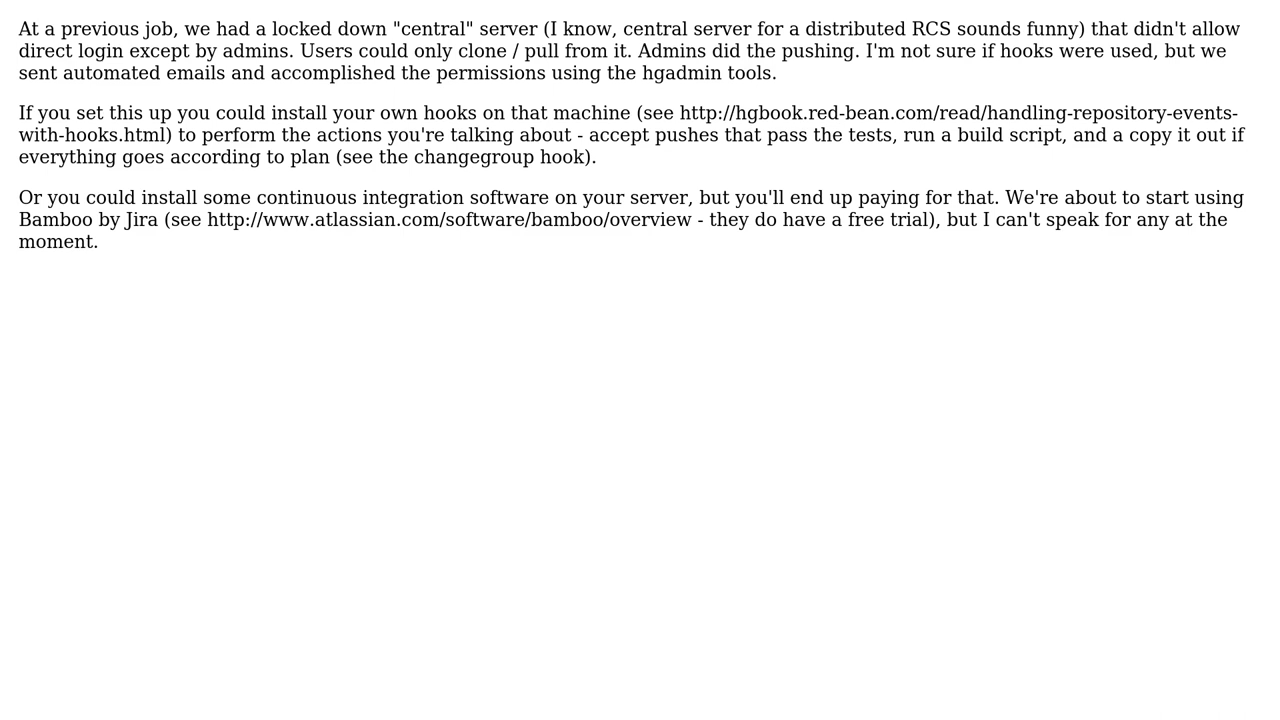 At a previous job, we had a locked down "central" server (I know, central server for a distributed RCS sounds funny) that didn't allow
direct login except by admins. Users could only clone / pull from it. Admins did the pushing. I'm not sure if hooks were used, but we
sent automated emails and accomplished the permissions using the hgadmin tools.
If you set this up you could install your own hooks on that machine (see http://hgbook.red-bean.com/read/handling-repository-events-
with-hooks.html) to perform the actions you're talking about - accept pushes that pass the tests, run a build script, and a copy it out if
everything goes according to plan (see the changegroup hook).
Or you could install some continuous integration software on your server, but you'll end up paying for that. We're about to start using
Bamboo by Jira (see http://www.atlassian.com/software/bamboo/overview - they do have a free trial), but I can't speak for any at the
moment.